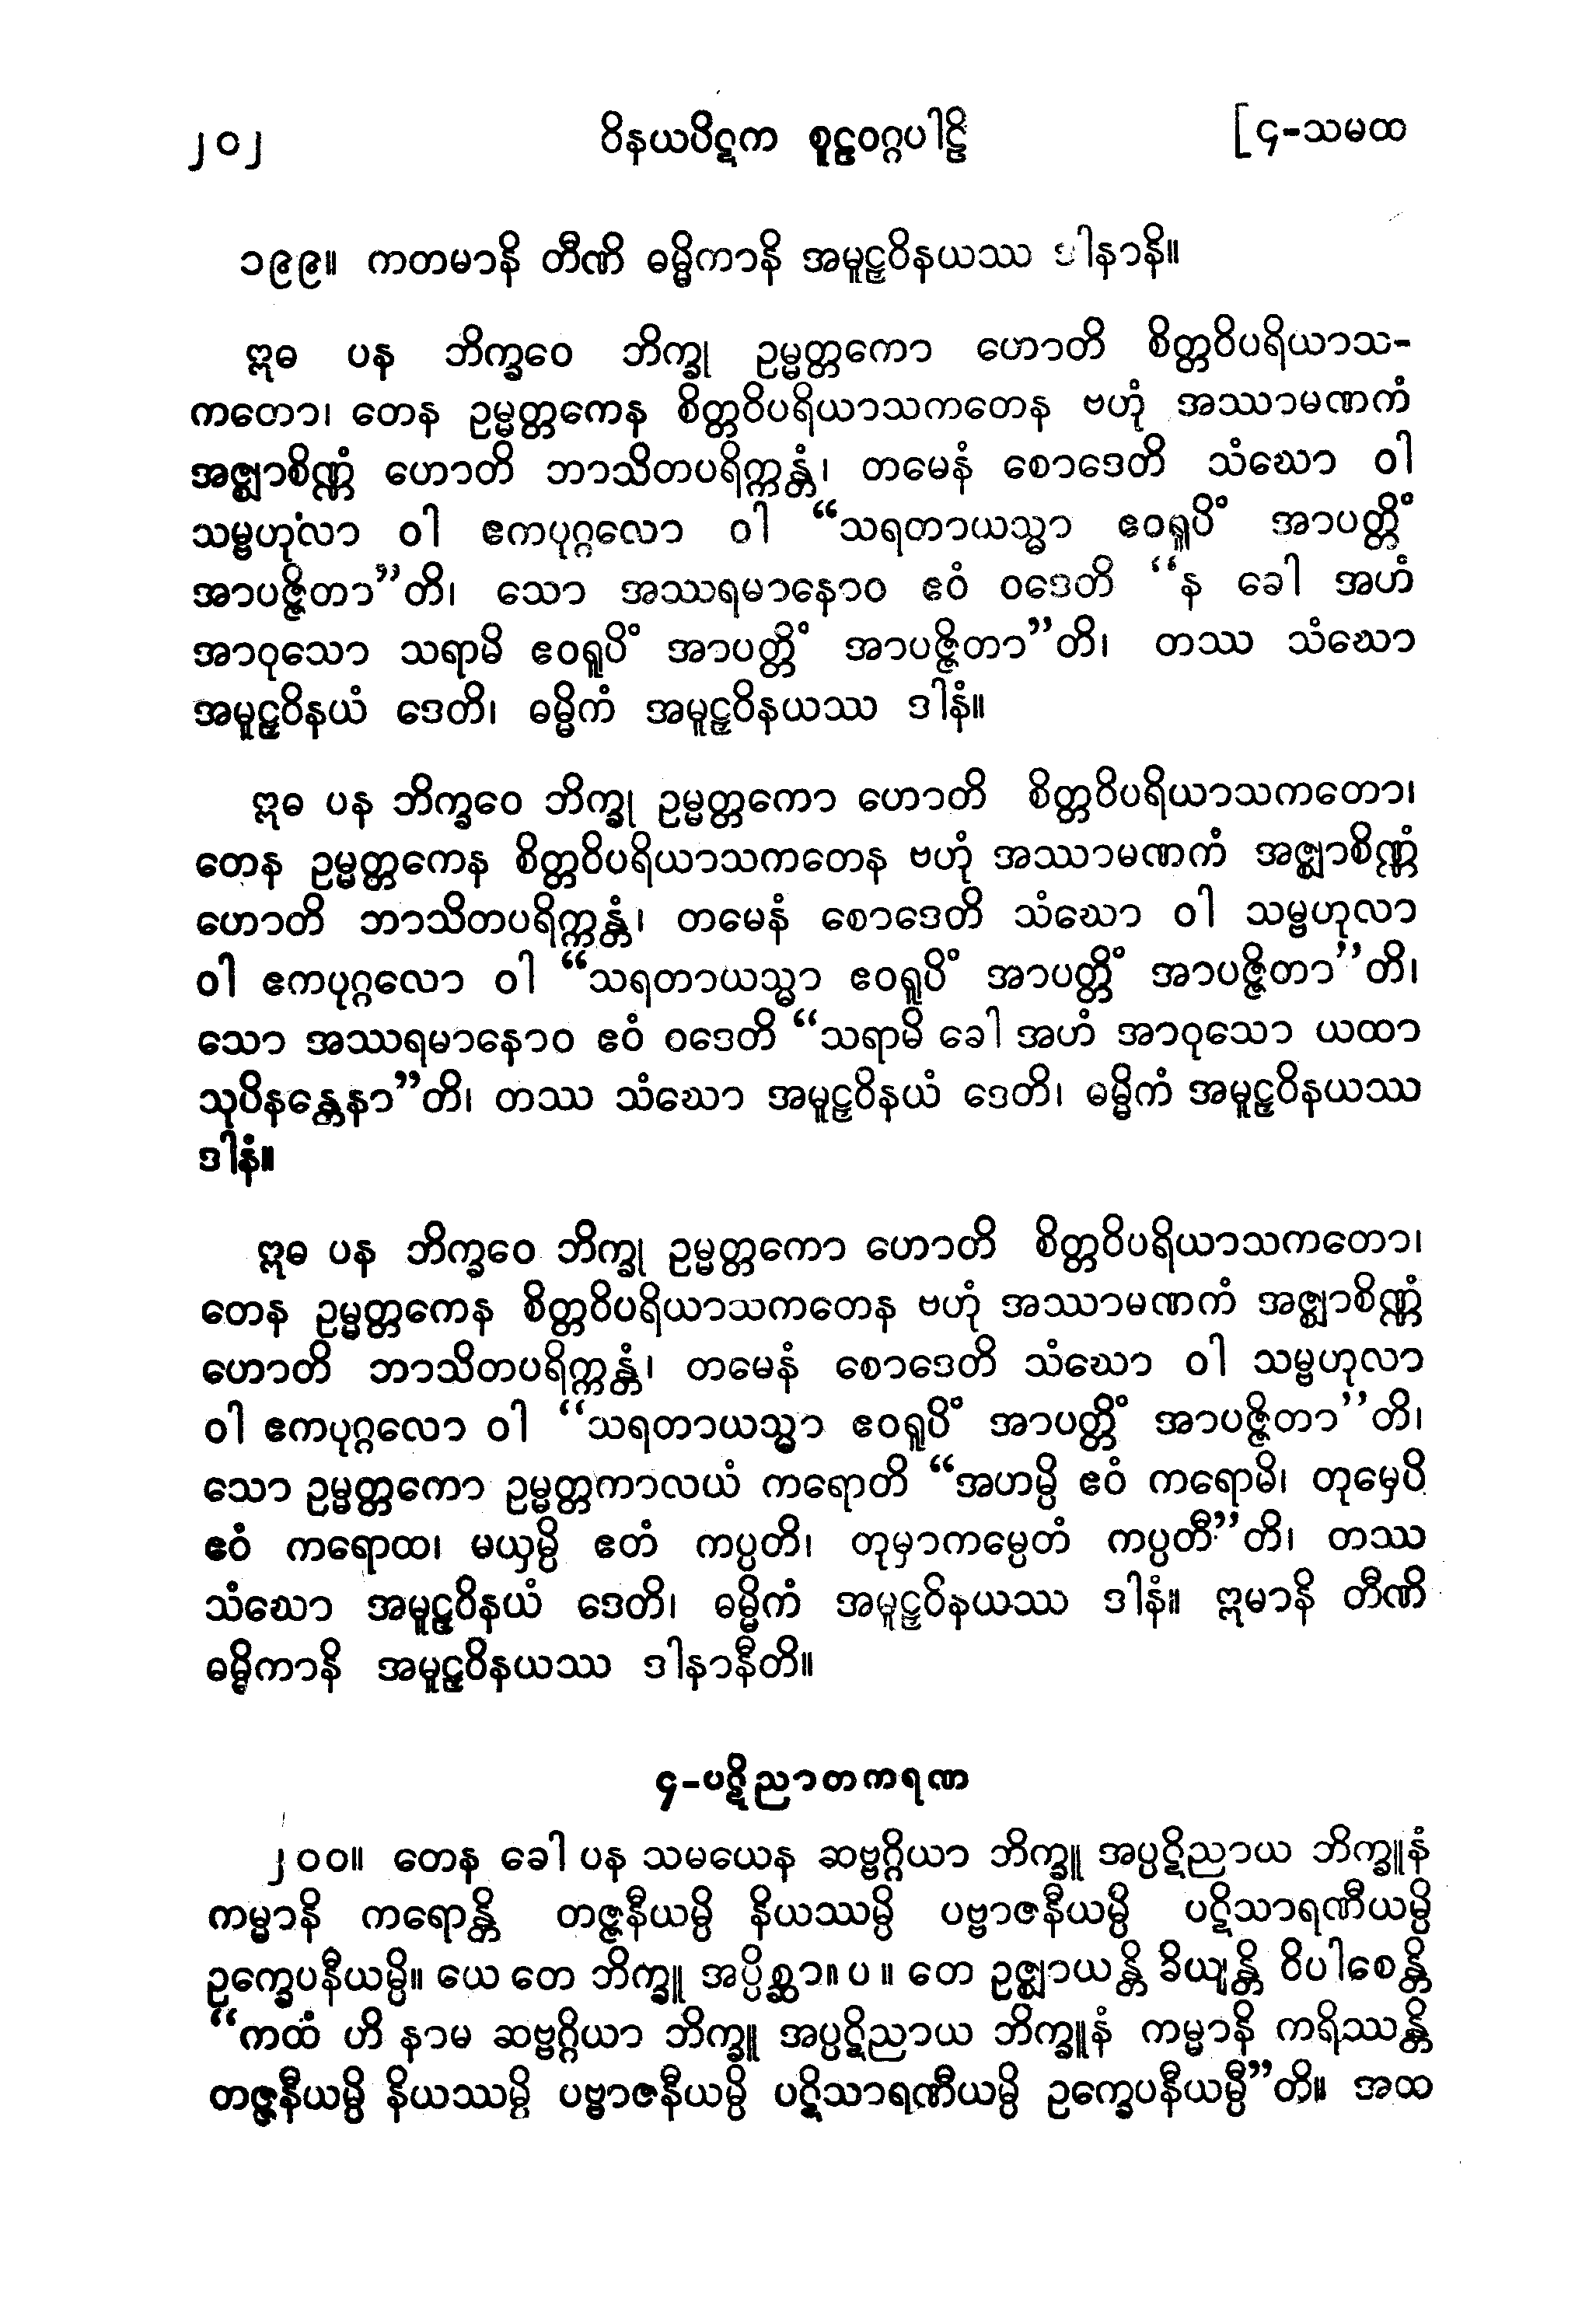 ၂၀၂
ဝိနယပိဋက စူဠဝဂ္ဂပါဠိ
[၄-သမထ
၁၉၉။ ကတမာနိ တီဏိ ဓမ္မိကာနိ အမူဠှဝိနယဿ ဒါနာနိ။
ဣဓ ပန ဘိက္ခဝေ ဘိက္ခု ဥမ္မတ္တကော ဟောတိ စိတ္တဝိပရိယာသ-
ကတော၊ တေန ဥမ္မတ္တကေန စိတ္တဝိပရိယာသကတေန ဗဟုံ အဿာမဏကံ
အဇ္ဈာစိဏ္ဏံ ဟောတိ ဘာသိတပရိက္ကန္တံ၊ တမေနံ စောဒေတိ သံဃော ဝါ
သမ္ဗဟုလာ ဝါ ဧကပုဂ္ဂလော ဝါ “သရတာယသ္မာ ဧဝရူပိံ အာပတ္တိံ
အာပဇ္ဇိတာ”တိ၊ သော အဿရမာနောဝ ဧဝံ ဝဒေတိ “န ခေါ အဟံ
အာဝုသော သရာမိ ဧဝရူပိံ အာပတ္တိံ အာပဇ္ဇိတာ”တိ၊ တဿ သံဃော
အမူဠှဝိနယံ ဒေတိ၊ ဓမ္မိကံ အမူဠှဝိနယဿ ဒါနံ။
ဣဓ ပန ဘိက္ခဝေ ဘိက္ခု ဥမ္မတ္တကော ဟောတိ စိတ္တဝိပရိယာသကတော၊
တေန ဥမ္မတ္တကေန စိတ္တဝိပရိယာသကတေန ဗဟုံ အဿာမဏကံ အဇ္ဈာစိဏ္ဏံ
ဟောတိ ဘာသိတပရိက္ကန္တံ၊ တမေနံ စောဒေတိ သံဃော ဝါ သမ္ဗဟုလာ
ဝါ ဧကပုဂ္ဂလော ဝါ “သရတာယသ္မာ ဧဝရူပိံ အာပတ္တိံ အာပဇ္ဇိတာ”တိ၊
သော အဿရမာနောဝ ဧဝံ ဝဒေတိ “သရာမိ ခေါ အဟံ အာဝုသော ယထာ
သုပိနန္တေနာ”တိ၊ တဿ သံဃော အမူဠှဝိနယံ ဒေတိ၊ ဓမ္မိကံ အမူဠှဝိနယဿ
ဒါနံ။
ဣဓ ပန ဘိက္ခဝေ ဘိက္ခု ဥမ္မတ္တကော ဟောတိ စိတ္တဝိပရိယာသကတော၊
တေန ဥမ္မတ္တကေန စိတ္တဝိပရိယာသကတေန ဗဟုံ အဿာမဏကံ အဇ္ဈာစိဏ္ဏံ
ဟောတိ ဘာသိတပရိက္ကန္တံ၊ တမေနံ စောဒေတိ သံဃော ဝါ သမ္ဗဟုလာ
ဝါ ဧကပုဂ္ဂလော ဝါ “သရတာယသ္မာ ဧဝရူပိံ အာပတ္တိံ အာပဇ္ဇိတာ”တိ၊
သော ဥမ္မတ္တကော ဥမ္မတ္တကာလယံ ကရောတိ “အဟမ္ပိ ဧဝံ ကရောမိ၊ တုမှေပိ
ဧဝံ ကရောထ၊ မယှမ္ပိ ဧတံ ကပ္ပတိ၊ တုမှာကမ္ပေတံ ကပ္ပတီ”တိ၊ တဿ
သံဃော အမူဠှဝိနယံ ဒေတိ၊ ဓမ္မိကံ အမူဠှဝိနယဿ ဒါနံ။ ဣမာနိ တီဏိ
ဓမ္မိကာနိ အမူဠှဝိနယဿ ဒါနာနီတိ။
၄-ပဋိညာတကရဏ
၂၀၀။ တေန ခေါ ပန သမယေန ဆဗ္ဗဂ္ဂိယာ ဘိက္ခူ အပ္ပဋိညာယ ဘိက္ခူနံ
ကမ္မာနိ ကရောန္တိ တဇ္ဇနီယမ္ပိ နိယဿမ္ပိ ပဗ္ဗာဇနီယမ္ပိ ပဋိသာရဏီယမ္ပိ
ဥက္ခေပနီယမ္ပိ။ ယေ တေ ဘိက္ခူ အပ္ပိစ္ဆာ။ ပ ။ တေ ဥဇ္ဈာယန္တိ ခိယျန္တိ ဝိပါစေန္တိ
“ကထံ ဟိ နာမ ဆဗ္ဗဂ္ဂိယာ ဘိက္ခူ အပ္ပဋိညာယ ဘိက္ခူနံ ကမ္မာနိ ကရိဿန္တိ
တဇ္ဇနီယမ္ပိ နိယဿမ္ပိ ပဗ္ဗာဇနီယမ္ပိ ပဋိသာရဏီယမ္ပိ ဥက္ခေပနီယမ္ပီ”တိ။ အထ